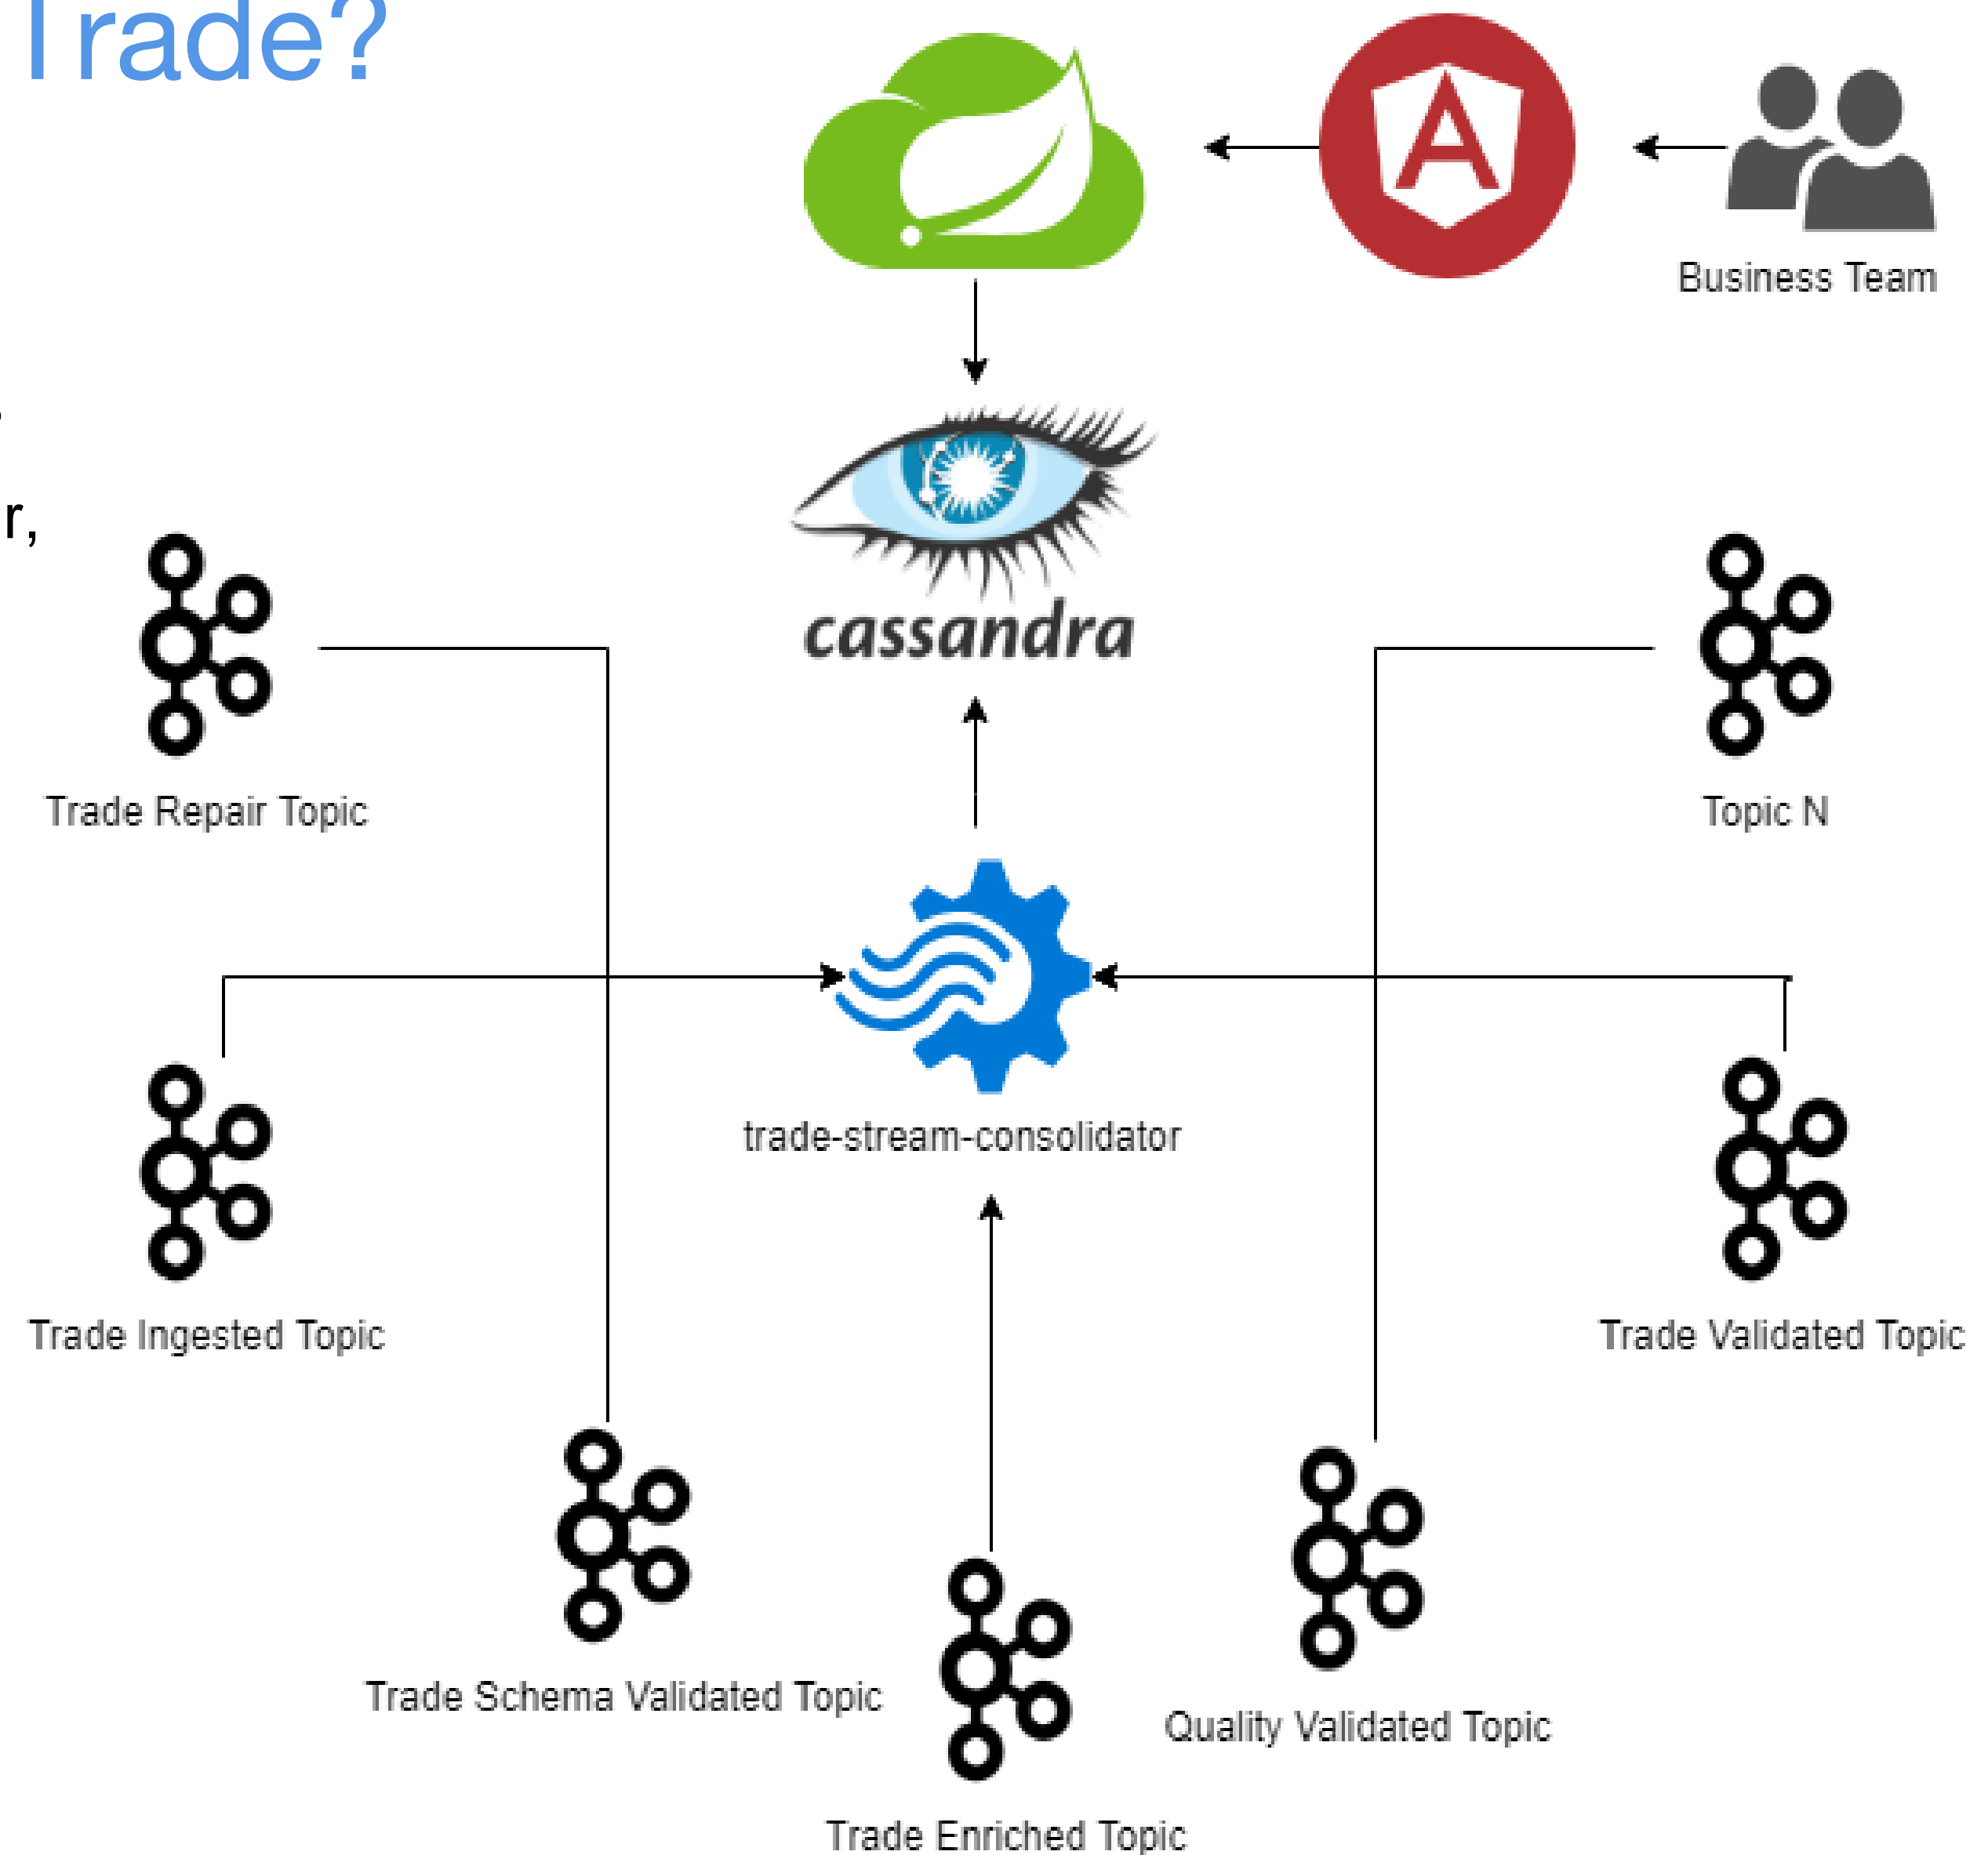 Trade?
Business Team
r,
cassandra
Trade Repair Topic
Topic N
trade-stream-consolidator
Trade Ingested Topic
Trade Validated Topic
Trade Schema Validated Topic
Quality Validated Topic
Trade Enriched Topic